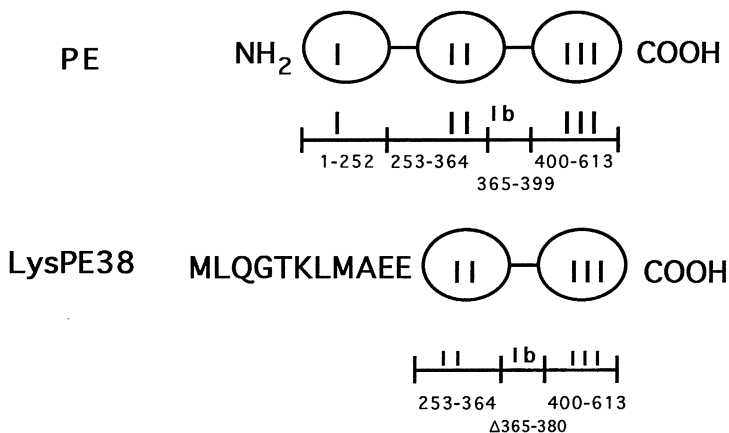 PE NH2 I II III COOH
I II Ib III
1-252 253-364 400-613
365-399
LysPE38 MLQGTKLMAEE II III COOH
II Ib III
253-364 400-613
Δ365-380